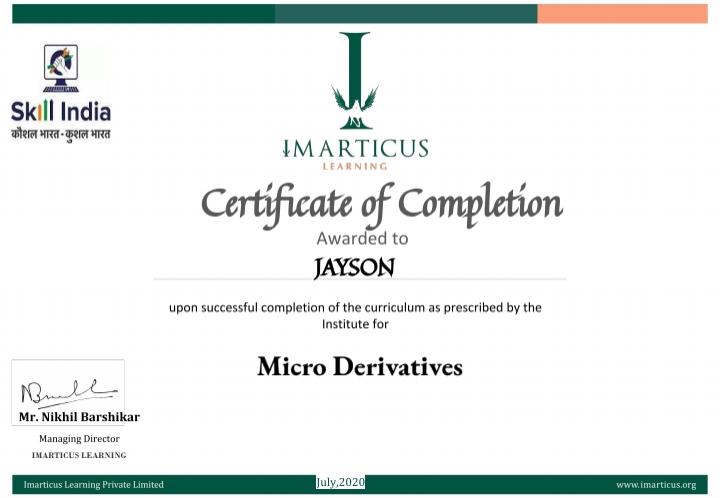 Skill India
कौशल भारत - कुशल भारत
IMARTICUS
LEARNING
Certificate of Completion
Awarded to
JAYSON
upon successful completion of the curriculum as prescribed by the
Institute for
Micro Derivatives
Mr. Nikhil Barshikar
Managing Director
IMARTICUS LEARNING
Imarticus Learning Private Limited
July,2020
www.imarticus.org